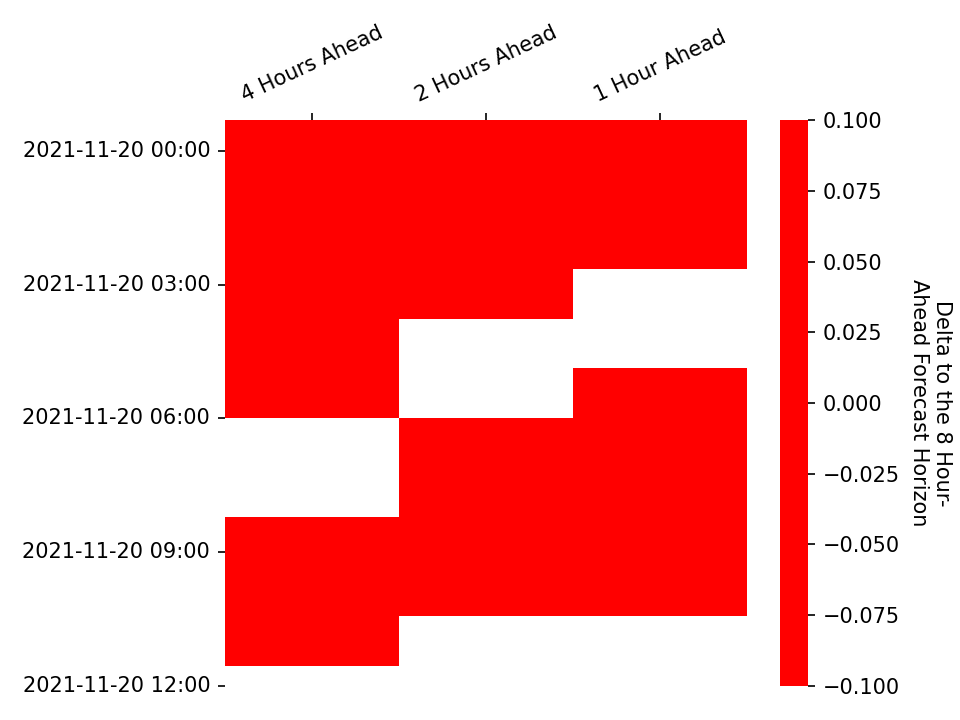 4 Hours Ahead
2 Hours Ahead
1 Hour Ahead
2021-11-20 00:00
2021-11-20 03:00
2021-11-20 06:00
2021-11-20 09:00
2021-11-20 12:00
0.100
0.075
0.050
0.025
0.000
−0.025
−0.050
−0.075
−0.100
Delta to the 8 Hour-
Ahead Forecast Horizon